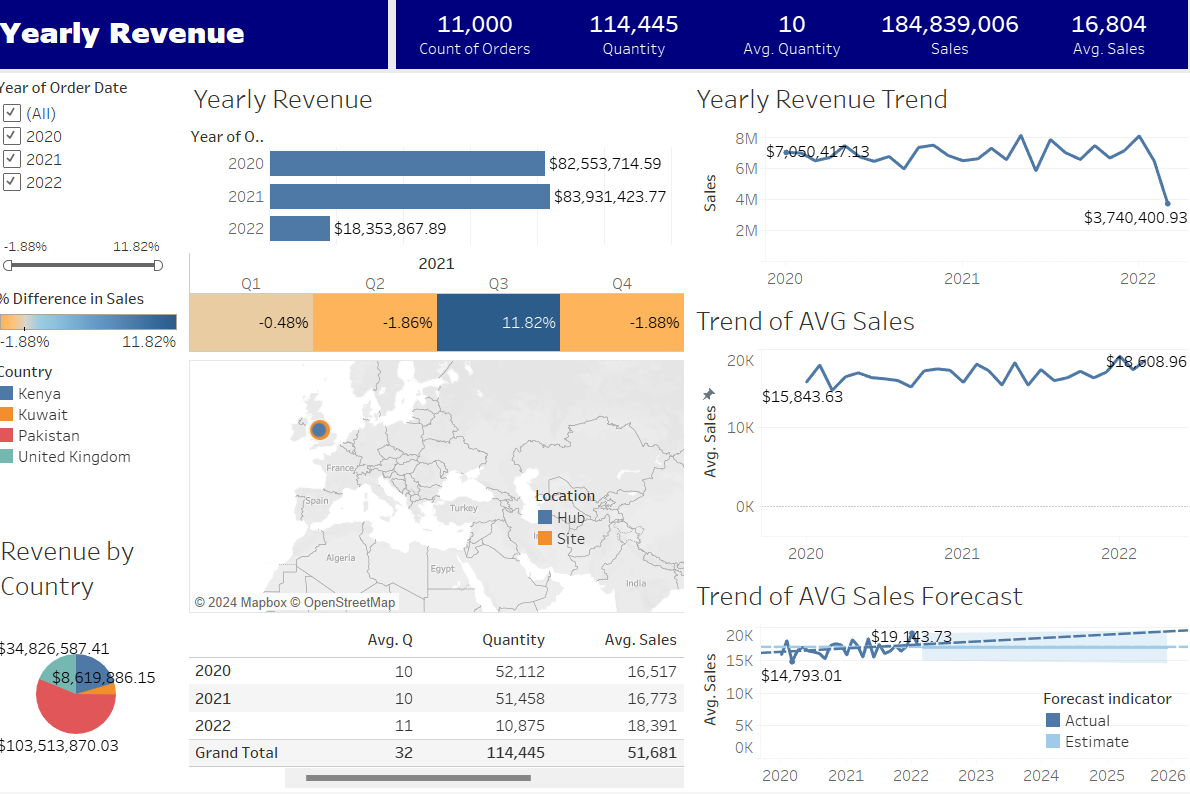 Yearly Revenue
11,000 114,445 10 184,839,006 16,804
Count of Orders Quantity Avg. Quantity Sales Avg. Sales
Year of Order Date
(All)
2020
2021
2022
-1.88% 11.82%
% Difference in Sales
-1.88% 11.82%
Country
Kenya
Kuwait
Pakistan
United Kingdom
Revenue by
Country
$34,826,587.41
$8,619,886.15
$103,513,870.03
Yearly Revenue
Year of O..
2020 $82,553,714.59
2021 $83,931,423.77
2022 $18,353,867.89
2021
Q1 Q2 Q3 Q4
-0.48% -1.86% 11.82% -1.88%
France
Spain
Turkey
Algeria
Egypt
India
Location
Hub
Site
© 2024 Mapbox © OpenStreetMap
Avg. Q Quantity Avg. Sales
2020 10 52,112 16,517
2021 10 51,458 16,773
2022 11 10,875 18,391
Grand Total 32 114,445 51,681
Yearly Revenue Trend
8M
6M
4M
2M
Sales
$7,050,417.13
$3,740,400.93
2020 2021 2022
Trend of AVG Sales
20K
10K
0K
Avg. Sales
$15,843.63
$18,608.96
2020 2021 2022
Trend of AVG Sales Forecast
20K
15K
10K
5K
0K
Avg. Sales
$19,143.73
$14,793.01
Forecast indicator
Actual
Estimate
2020 2021 2022 2023 2024 2025 2026